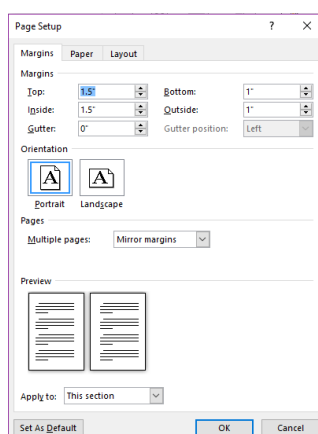 Page Setup ? ×
Margins Paper Layout
Margins
Top: 1.5" Bottom: 1"
Inside: 1.5" Outside: 1"
Gutter: 0" Gutter position: Left
Orientation
A A
Portrait Landscape
Pages
Multiple pages: Mirror margins
Preview
Apply to: This section
Set As Default OK Cancel